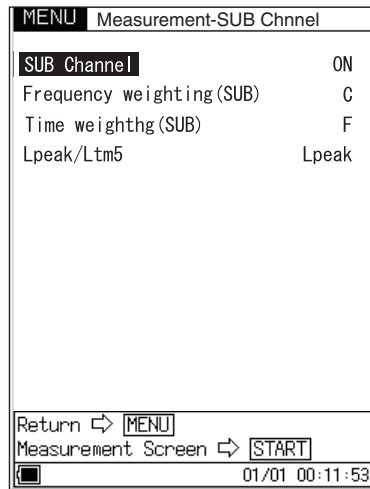 MENU Measurement-SUB Chnnel
SUB Channel ON
Frequency weighting(SUB) C
Time weighthg(SUB) F
Lpeak/Ltm5 Lpeak
Return ⇨ MENU
Measurement Screen ⇨ START
01/01 00:11:53